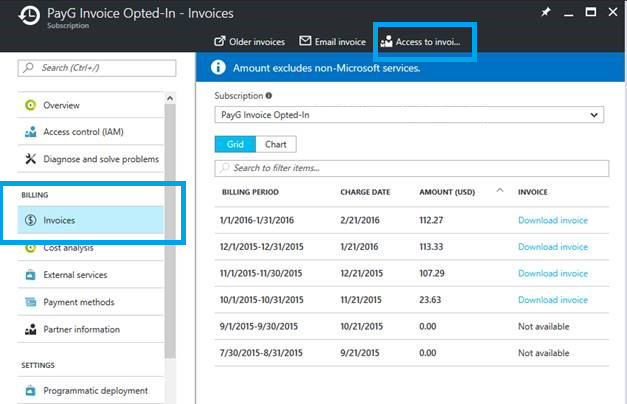 PayG Invoice Opted-In - Invoices
Subscription
Older invoices Email invoice Access to invoi...
Search (Ctrl+/)
Overview
Access control (IAM)
Diagnose and solve problems
BILLING
Invoices
Cost analysis
External services
Payment methods
Partner information
SETTINGS
Programmatic deployment
Amount excludes non-Microsoft services.
Subscription
PayG Invoice Opted-In
Grid Chart
Search to filter items...
BILLING PERIOD CHARGE DATE AMOUNT (USD) INVOICE
1/1/2016-1/31/2016 2/21/2016 112.27 Download invoice
12/1/2015-12/31/2015 1/21/2016 113.33 Download invoice
11/1/2015-11/30/2015 12/21/2015 107.29 Download invoice
10/1/2015-10/31/2015 11/21/2015 23.63 Download invoice
9/1/2015-9/30/2015 10/21/2015 0.00 Not available
7/30/2015-8/31/2015 9/21/2015 0.00 Not available